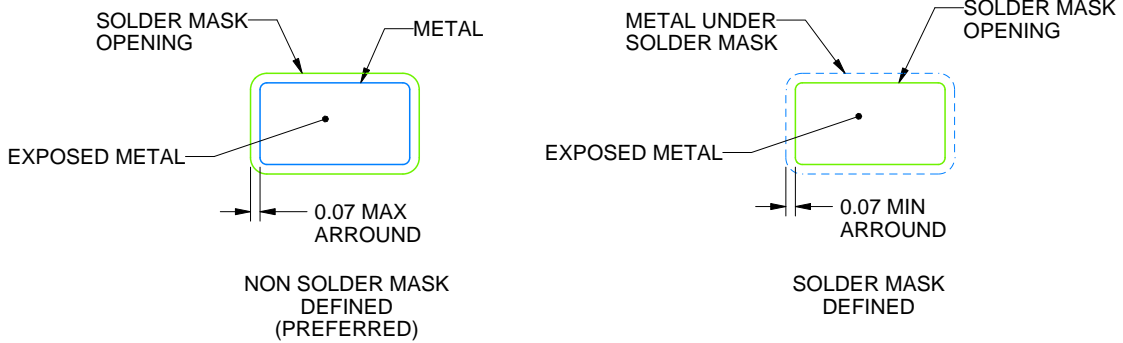 SOLDER MASK
OPENING
METAL
EXPOSED METAL
0.07 MAX
ARROUND
NON SOLDER MASK
DEFINED
(PREFERRED)
METAL UNDER
SOLDER MASK
SOLDER MASK
OPENING
EXPOSED METAL
0.07 MIN
ARROUND
SOLDER MASK
DEFINED